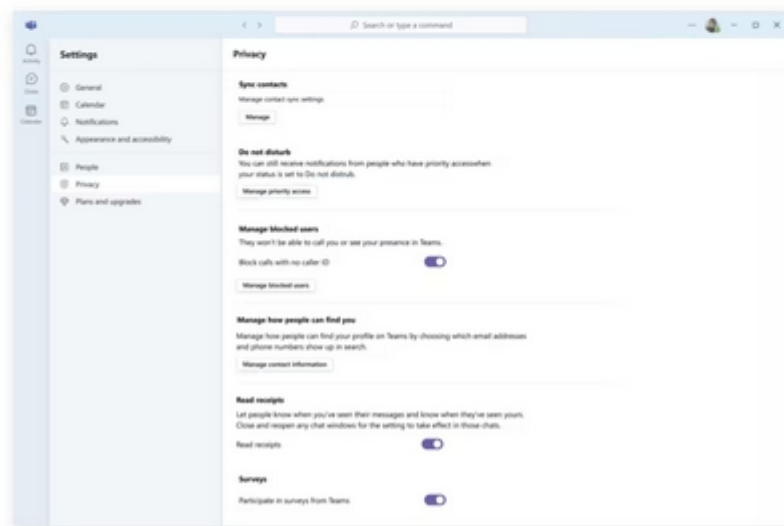 Search or type a command
Activity
Settings
Privacy
Chats
Calendar
General
Calendar
Notifications
Appearance and accessibility
People
Privacy
Plans and upgrades
Sync contacts
Manage contact sync settings
Manage
Do not disturb
You can still receive notifications from people who have priority accesswhen
your status is set to Do not distrub.
Manage priority access
Manage blocked users
They won't be able to call you or see your presence in Teams.
Block calls with no caller ID
Manage blocked users
Manage how people can find you
Manage how people can find your profile on Teams by choosing which email addresses
and phone numbers show up in search.
Manage contact information
Read receipts
Let people know when you've seen their messages and know when they've seen yours.
Close and reopen any chat windows for the setting to take effect in those chats.
Read receipts
Surveys
Participate in surveys from Teams